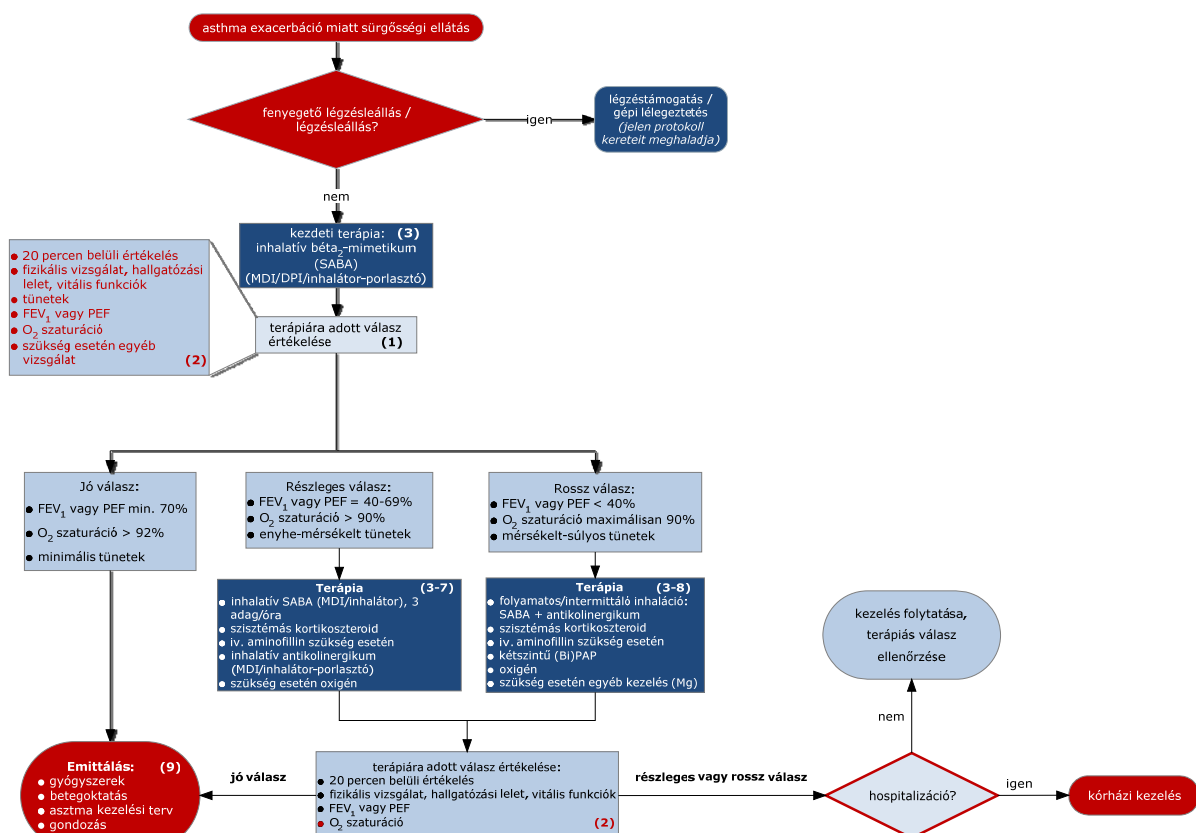 asthma exacerbáció miatt sürgősségi ellátás
fenyegető légzésleállás /
légzésleállás?
igen
légzéstámogatás /
gépi lélegeztetés
(jelen protokoll
kereteit meghaladja)
nem
kezdeti terápia: (3)
inhalatív béta2-mimetikum
(SABA)
(MDI/DPI/inhalátor-porlasztó)
● 20 percen belüli értékelés
● fizikális vizsgálat, hallgatózási
lelet, vitális funkciók
● tünetek
● FEV1 vagy PEF
● O2 szaturáció
● szükség esetén egyéb
vizsgálat (2)
terápiára adott válasz
értékelése (1)
Jó válasz:
● FEV1 vagy PEF min. 70%
● O2 szaturáció > 92%
● minimális tünetek
Részleges válasz:
● FEV1 vagy PEF = 40-69%
● O2 szaturáció > 90%
● enyhe-mérsékelt tünetek
Rossz válasz:
● FEV1 vagy PEF < 40%
● O2 szaturáció maximálisan 90%
● mérsékelt-súlyos tünetek
Terápia (3-7)
● inhalatív SABA (MDI/inhalátor), 3
adag/óra
● szisztémás kortikoszteroid
● iv. aminofillin szükség esetén
● inhalatív antikolinergikum
(MDI/inhalátor-porlasztó)
● szükség esetén oxigén
Terápia (3-8)
● folyamatos/intermittáló inhaláció:
SABA + antikolinergikum
● szisztémás kortikoszteroid
● iv. aminofillin szükség esetén
● kétszintű (Bi)PAP
● oxigén
● szükség esetén egyéb kezelés (Mg)
kezelés folytatása,
terápiás válasz
ellenőrzése
nem
Emittálás: (9)
● gyógyszerek
● betegoktatás
● asztma kezelési terv
● gondozás
jó válasz
terápiára adott válasz értékelése:
● 20 percen belüli értékelés
● fizikális vizsgálat, hallgatózási lelet, vitális funkciók
● FEV1 vagy PEF
● O2 szaturáció (2)
részleges vagy rossz válasz
hospitalizáció?
igen
kórházi kezelés